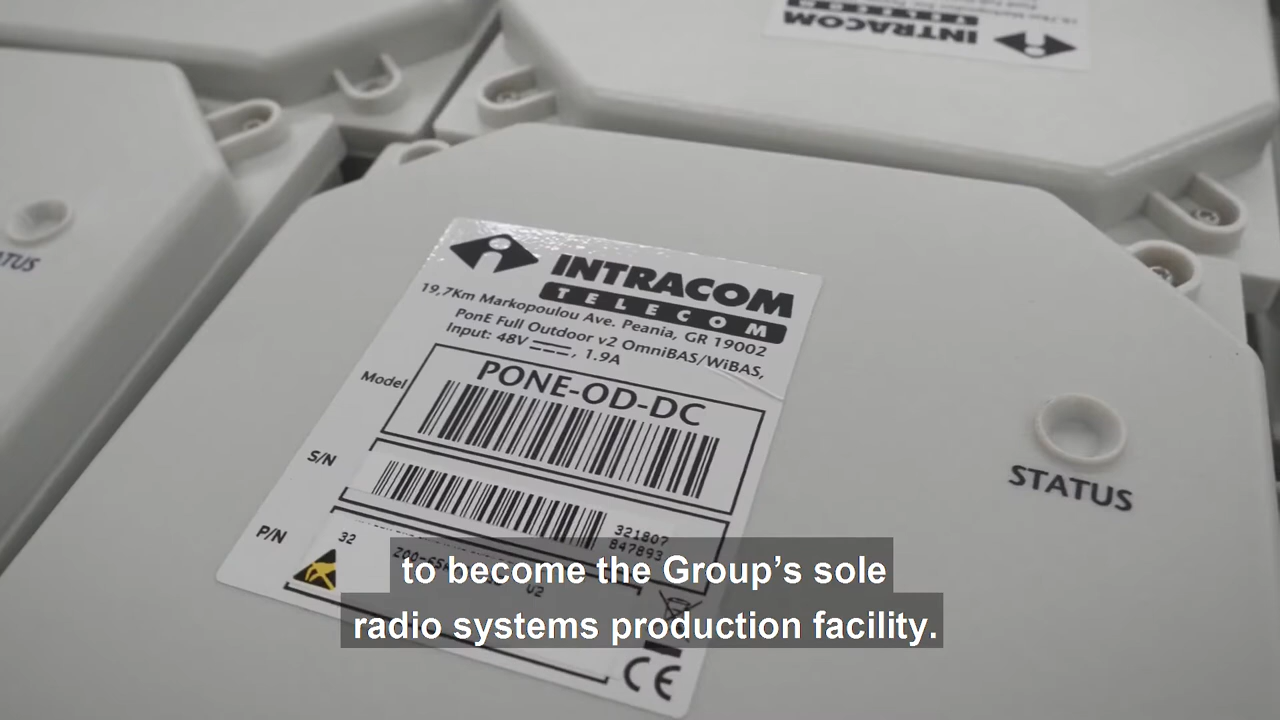 INTRACOM
TELECOM
INTRACOM
TELECOM
19,7Km Markopoulou Ave. Peania, GR 19002
PonE Full Outdoor v2 OmniBAS/WiBAS,
Input: 48V , 1.9A
Model
PONE-OD-DC
S/N
321807
847893
P/N
32
V2
CE
STATUS
TUS
to become the Group’s sole
radio systems production facility.